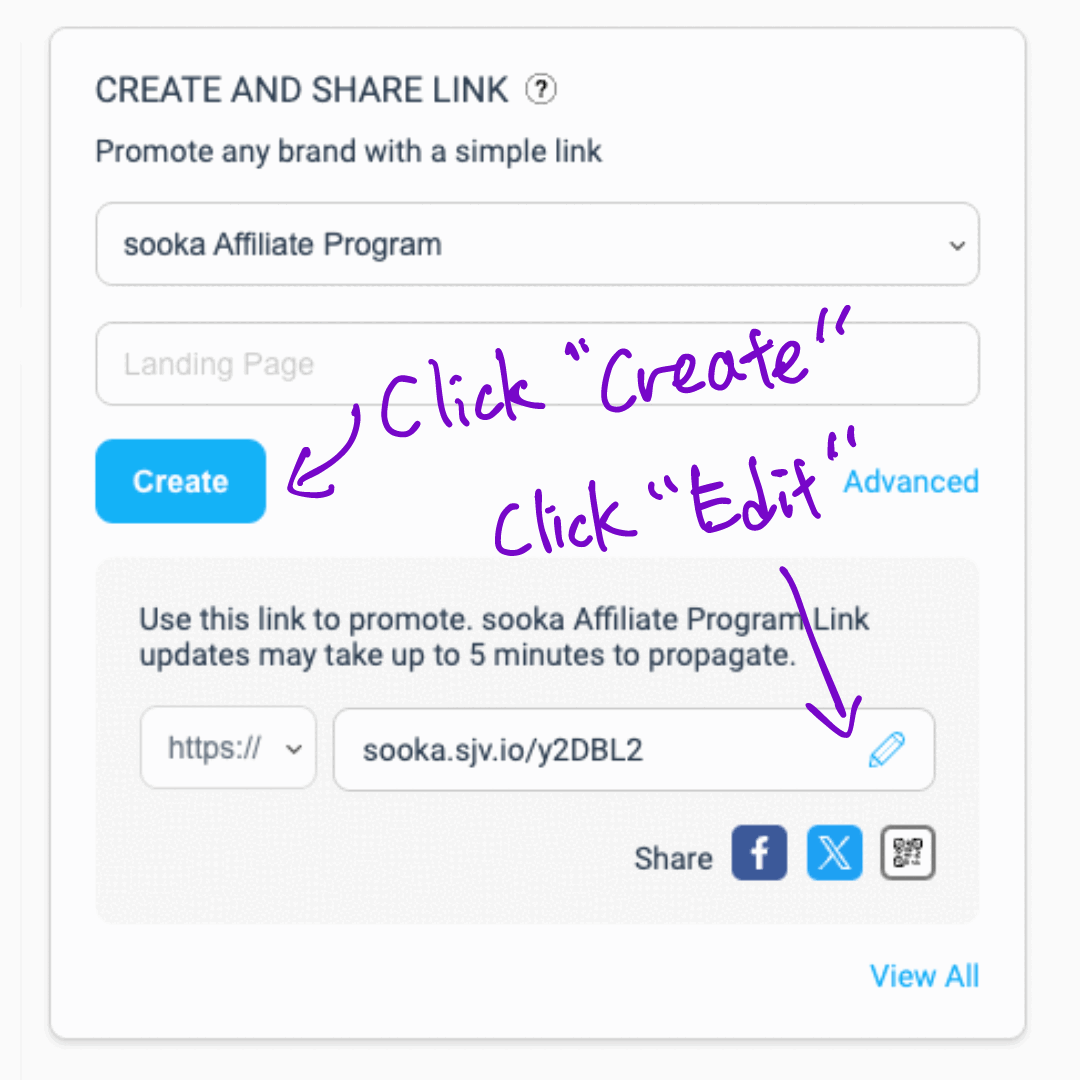 CREATE AND SHARE LINK ?
Promote any brand with a simple link
sooka Affiliate Program
Landing Page
Click "Create"
Create
Click "Edit"
Advanced
Use this link to promote. sooka Affiliate Program Link
updates may take up to 5 minutes to propagate.
https:// sooka.sjv.io/y2DBL2
Share f X
View All